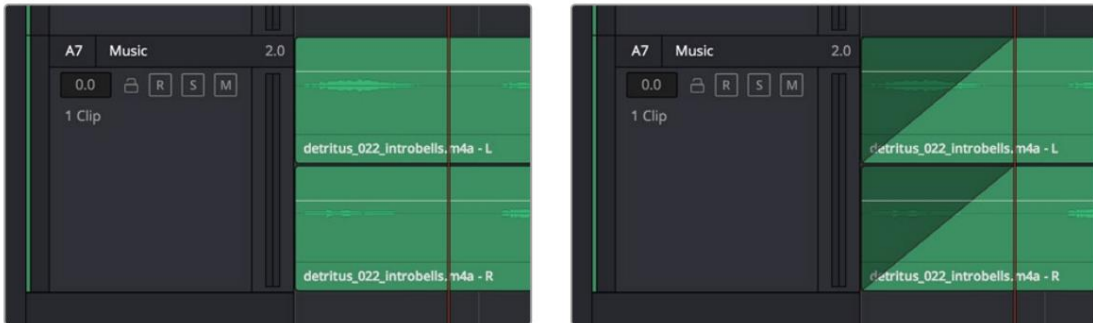 A7 Music 2.0
0.0 R S M
1 Clip
detritus_022_introbells.m4a - L
detritus_022_introbells.m4a - R
A7 Music 2.0
0.0 R S M
1 Clip
detritus_022_introbells.m4a - L
detritus_022_introbells.m4a - R